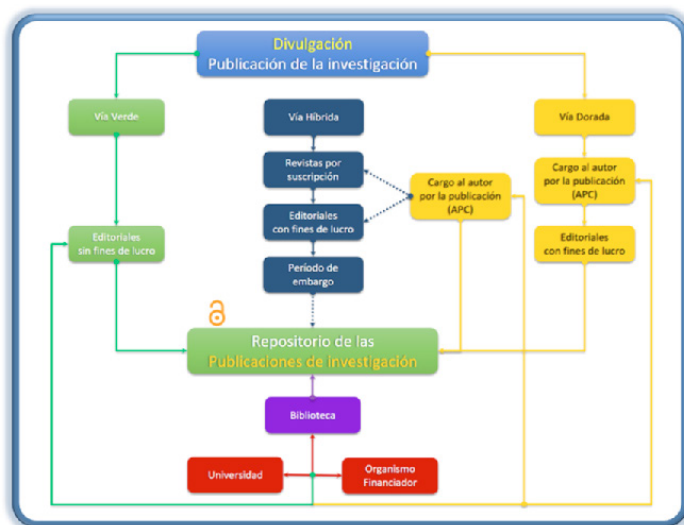 Divulgación
Publicación de la investigación
Vía Verde
Vía Híbrida
Vía Dorada
Revistas por
suscripción
Cargo al autor
por la publicación
(APC)
Cargo al autor
por la publicación
(APC)
Editoriales
sin fines de lucro
Editoriales
con fines de lucro
Editoriales
con fines de lucro
Período de
embargo
Repositorio de las
Publicaciones de investigación
Biblioteca
Universidad
Organismo
Financiador